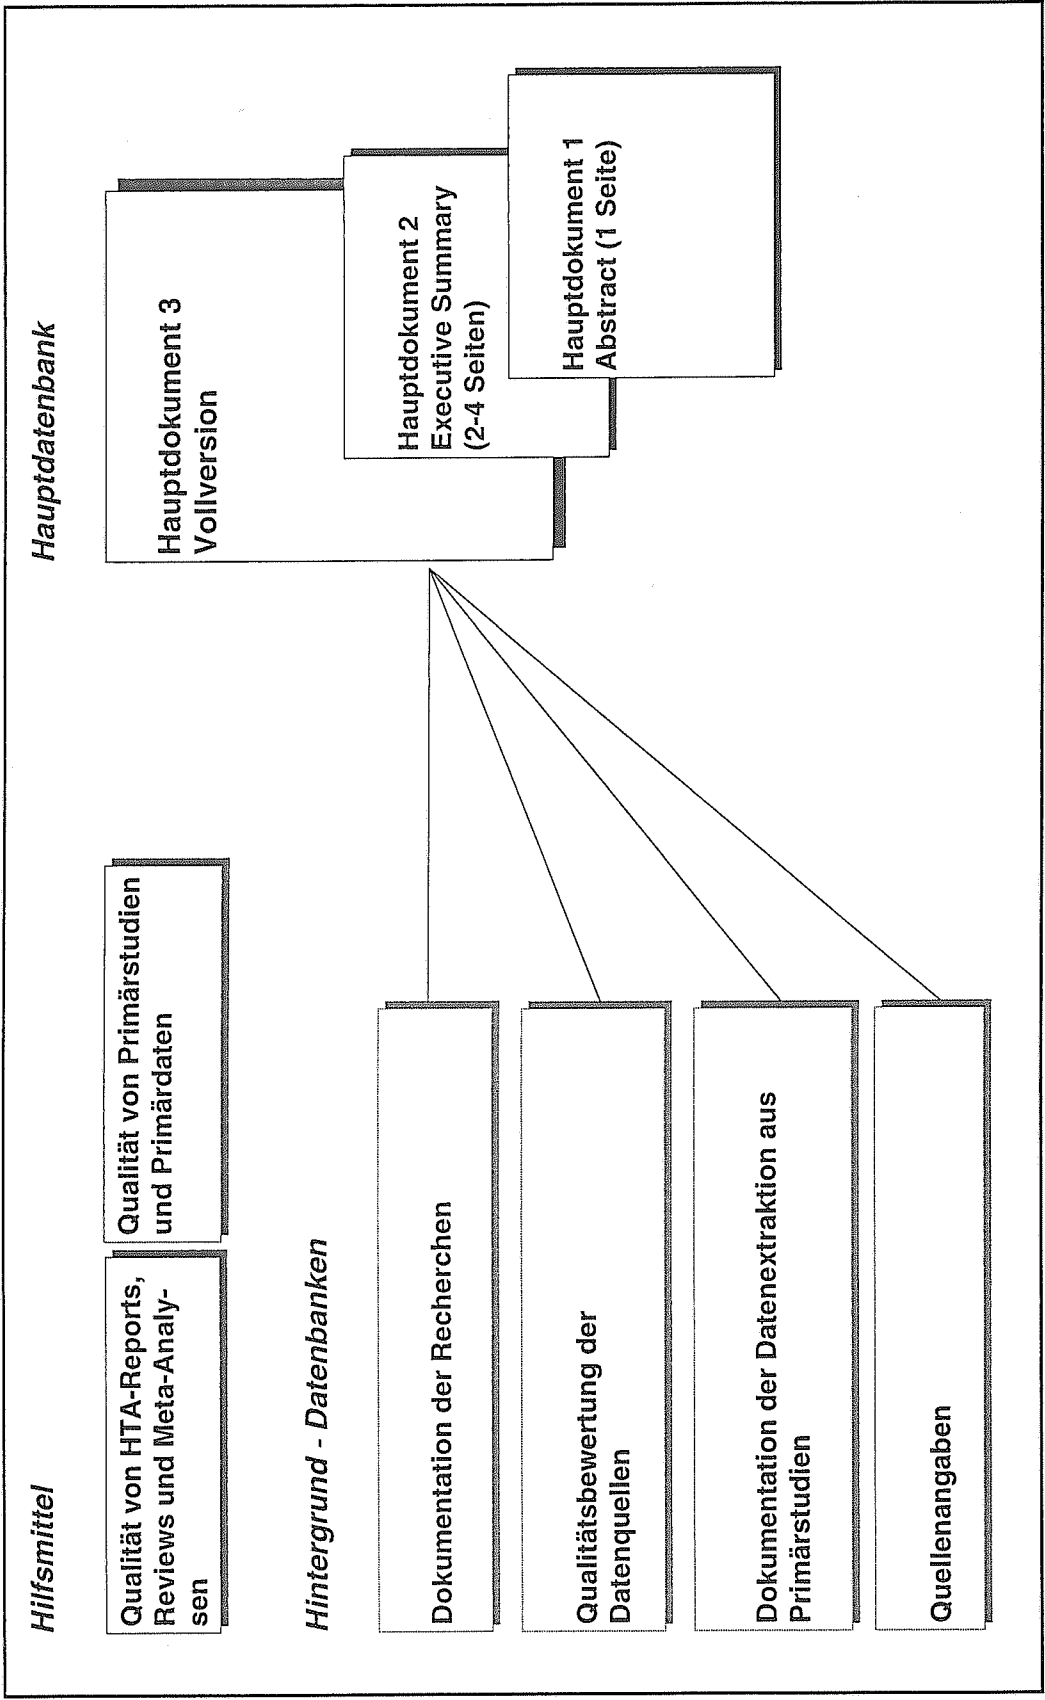 Hilfsmittel
Qualität von HTA-Reports,
Reviews und Meta-Analy-
sen
Qualität von Primärstudien
und Primärdaten
Hintergrund - Datenbanken
Dokumentation der Recherchen
Qualitätsbewertung der
Datenquellen
Dokumentation der Datenextraktion aus
Primärstudien
Quellenangaben
Hauptdatenbank
Hauptdokument 3
Vollversion
Hauptdokument 2
Executive Summary
(2-4 Seiten)
Hauptdokument 1
Abstract (1 Seite)